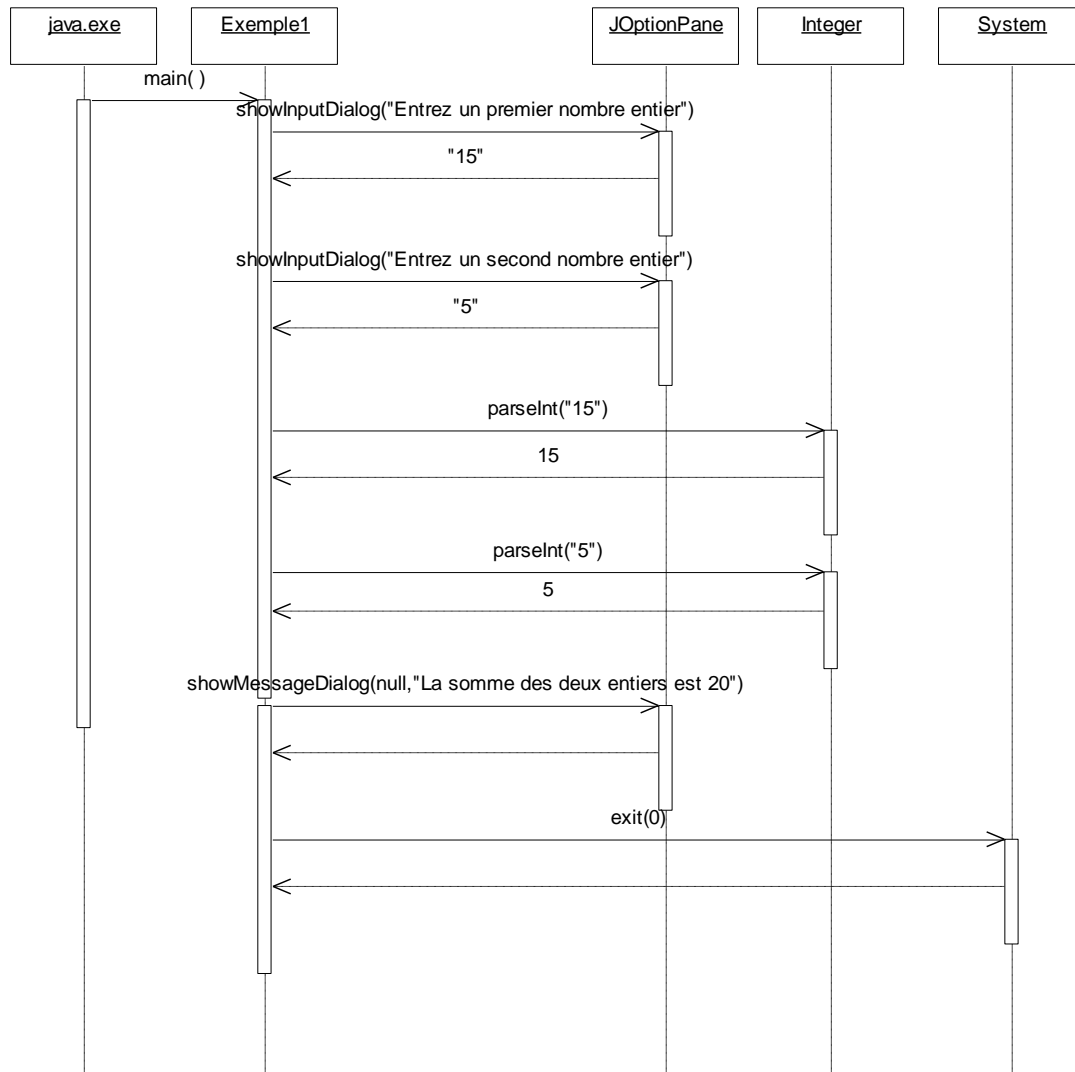 java.exe
Exemple1
JOptionPane
Integer
System
main( )
showInputDialog("Entrez un premier nombre entier")
"15"
showInputDialog("Entrez un second nombre entier")
"5"
parseInt("15")
15
parseInt("5")
5
showMessageDialog(null,"La somme des deux entiers est 20")
exit(0)